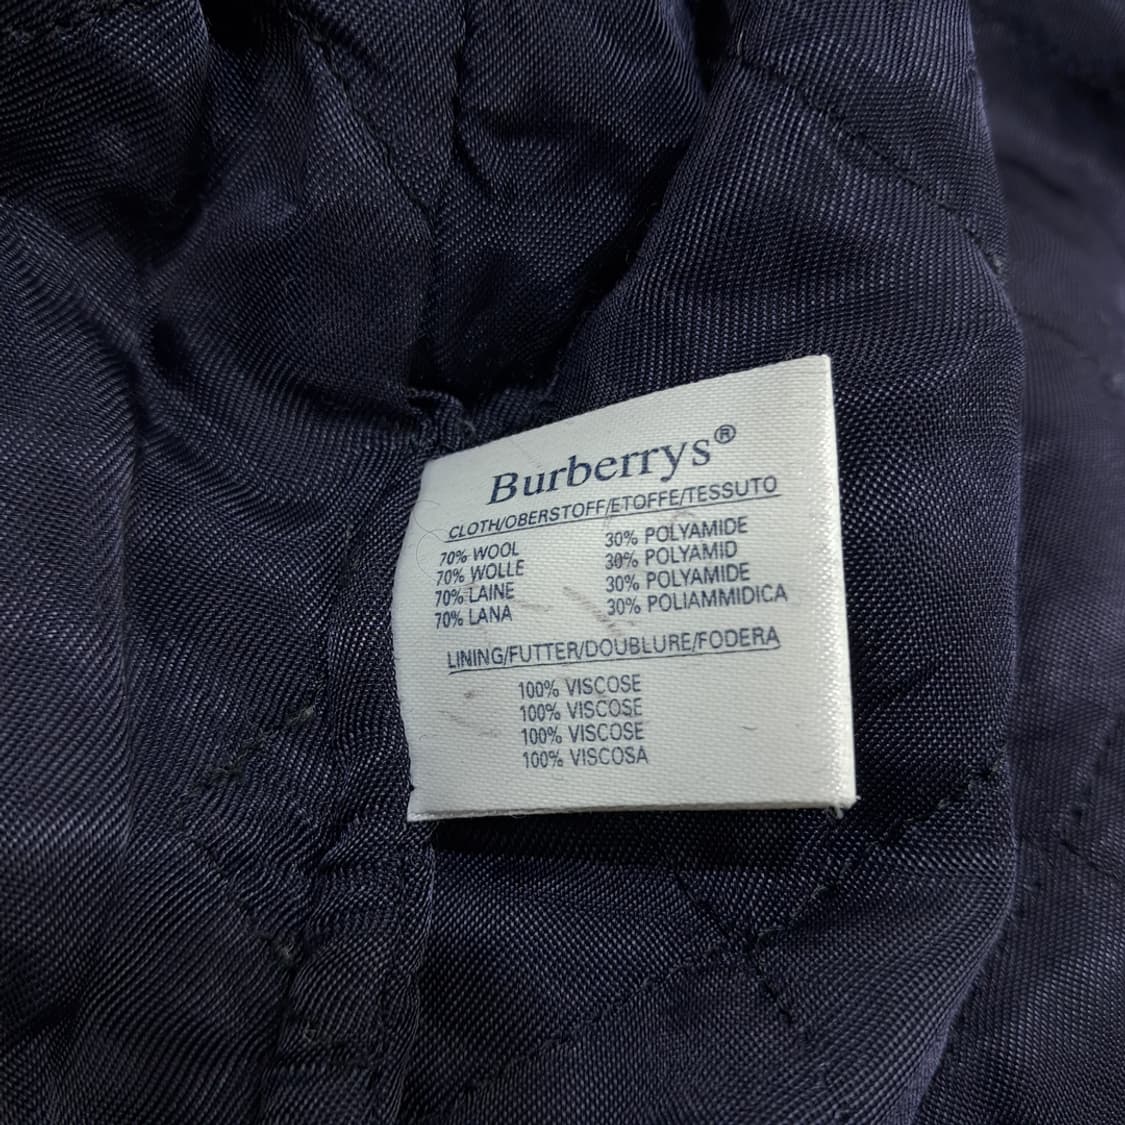 Burberrys®
CLOTH/OBERSTOFF/ETOFFE/TESSUTO
70% WOOL 30% POLYAMIDE
70% WOLLE 30% POLYAMID
70% LAINE 30% POLYAMIDE
70% LANA 30% POLIAMMIDICA
LINING/FUTTER/DOUBLURE/FODERA
100% VISCOSE
100% VISCOSE
100% VISCOSE
100% VISCOSA